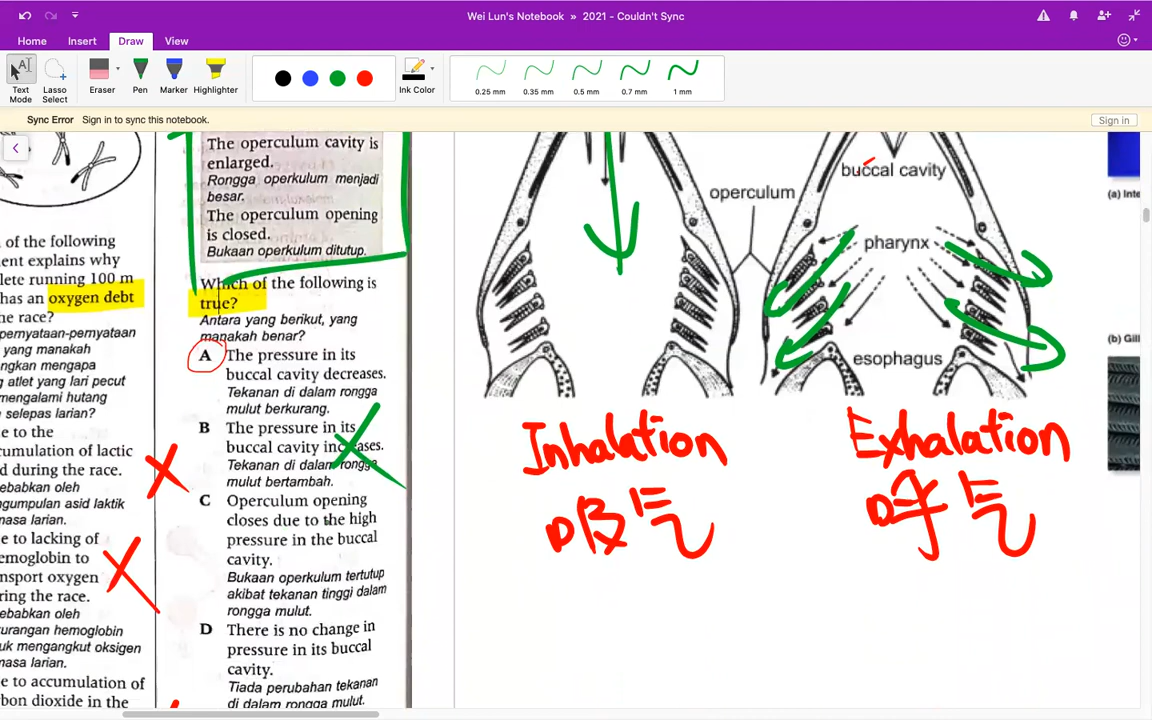 Wei Lun's Notebook » 2021 - Couldn't Sync
Home Insert Draw View
Text Mode
Lasso Select
Eraser
Pen
Marker
Highlighter
Ink Color
0.25 mm 0.35 mm 0.5 mm 0.7 mm 1 mm
Sync Error Sign in to sync this notebook.
Sign in
of the following
ent explains why
lete running 100 m
has an oxygen debt
he race?
pernyataan-pernyataan
yang manakah
ngkan mengapa
g atlet yang lari pecut
mengalami hutang
selepas larian?
e to the
cumulation of lactic
d during the race.
ebabkan oleh
ngumpulan asid laktik
masa larian.
e to lacking of
emoglobin to
nsport oxygen
ring the race.
ebabkan oleh
kurangan hemoglobin
uk mengangkut oksigen
masa larian.
e to accumulation of
rbon dioxide in the
The operculum cavity is
enlarged.
Rongga operkulum menjadi
besar.
The operculum opening
is closed.
Bukaan operkulum ditutup.
Which of the following is
true?
Antara yang berikut, yang
manakah benar?
A The pressure in its
buccal cavity decreases.
Tekanan di dalam rongga
mulut berkurang.
B The pressure in its
buccal cavity increases.
Tekanan di dalam rongga
mulut bertambah.
C Operculum opening
closes due to the high
pressure in the buccal
cavity.
Bukaan operkulum tertutup
akibat tekanan tinggi dalam
rongga mulut.
D There is no change in
pressure in its buccal
cavity.
Tiada perubahan tekanan
di dalam rongga mulut.
buccal cavity
operculum
pharynx
esophagus
Inhalation
吸气
Exhalation
呼气
(a) Inte
(b) Gill